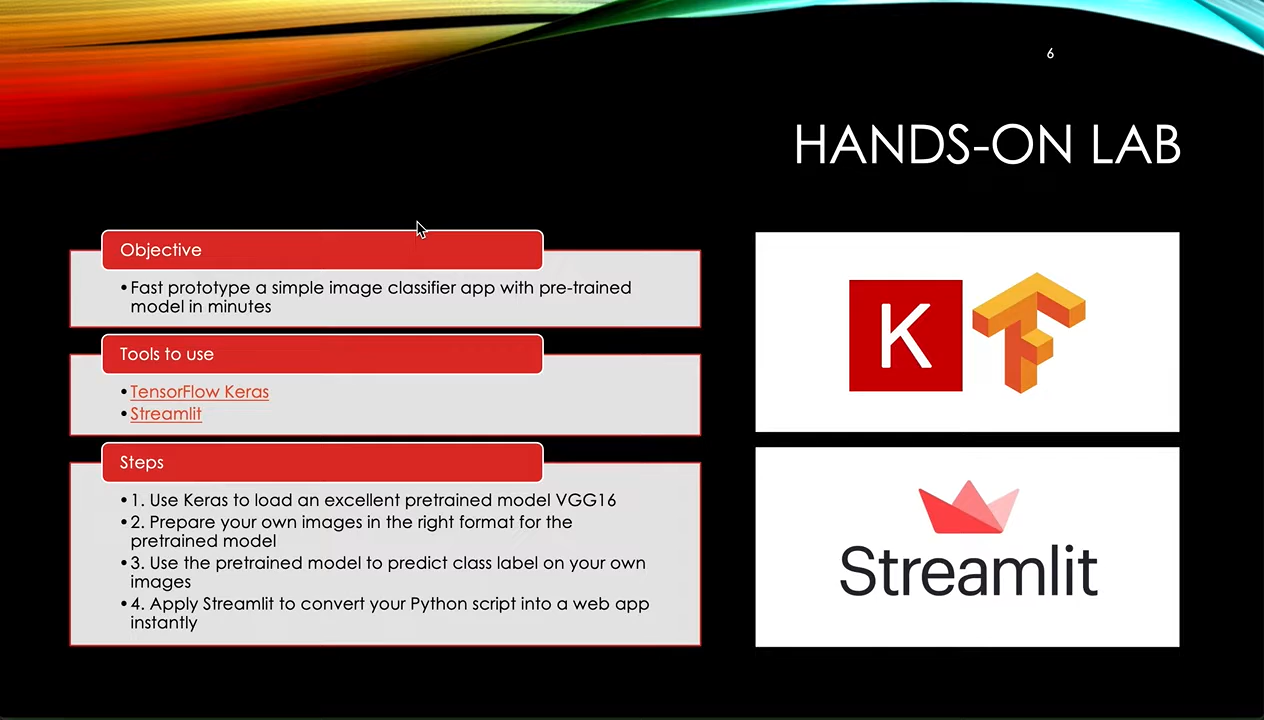 6
HANDS-ON LAB
Objective
•Fast prototype a simple image classifier app with pre-trained
model in minutes
Tools to use
•TensorFlow Keras
•Streamlit
Steps
•1. Use Keras to load an excellent pretrained model VGG16
•2. Prepare your own images in the right format for the
pretrained model
•3. Use the pretrained model to predict class label on your own
images
•4. Apply Streamlit to convert your Python script into a web app
instantly
K
Streamlit